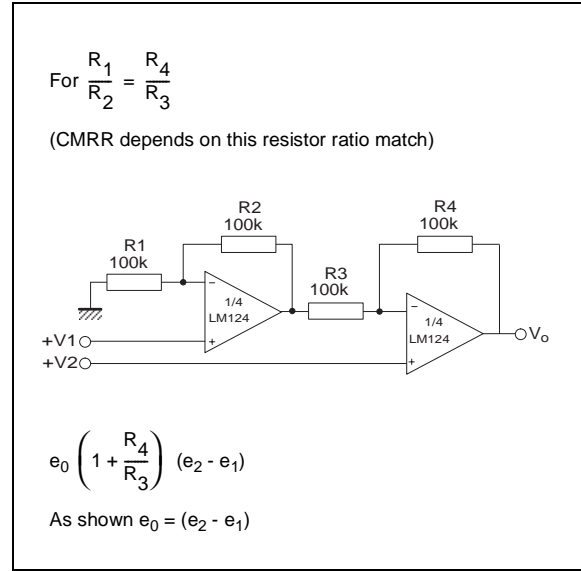 For R1/R2 = R4/R3
(CMRR depends on this resistor ratio match)
R2
100k
R4
100k
R1
100k
R3
100k
1/4
LM124
1/4
LM124
-
+
-
+
+V1
+V2
Vo
e0 (1 + R4/R3) (e2 - e1)
As shown e0 = (e2 - e1)